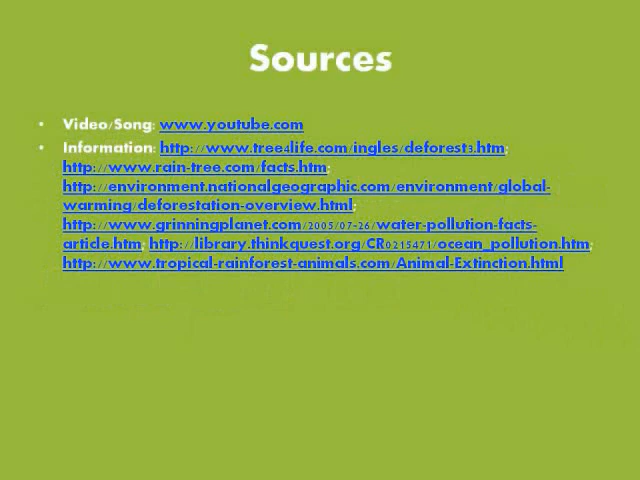 Sources
• Video/Song: www.youtube.com
• Information: http://www.tree4life.com/ingles/deforest3.htm;
http://www.rain-tree.com/facts.htm;
http://environment.nationalgeographic.com/environment/global-
warming/deforestation-overview.html;
http://www.grinningplanet.com/2005/07-26/water-pollution-facts-
article.htm; http://library.thinkquest.org/CR0215471/ocean_pollution.htm;
http://www.tropical-rainforest-animals.com/Animal-Extinction.html